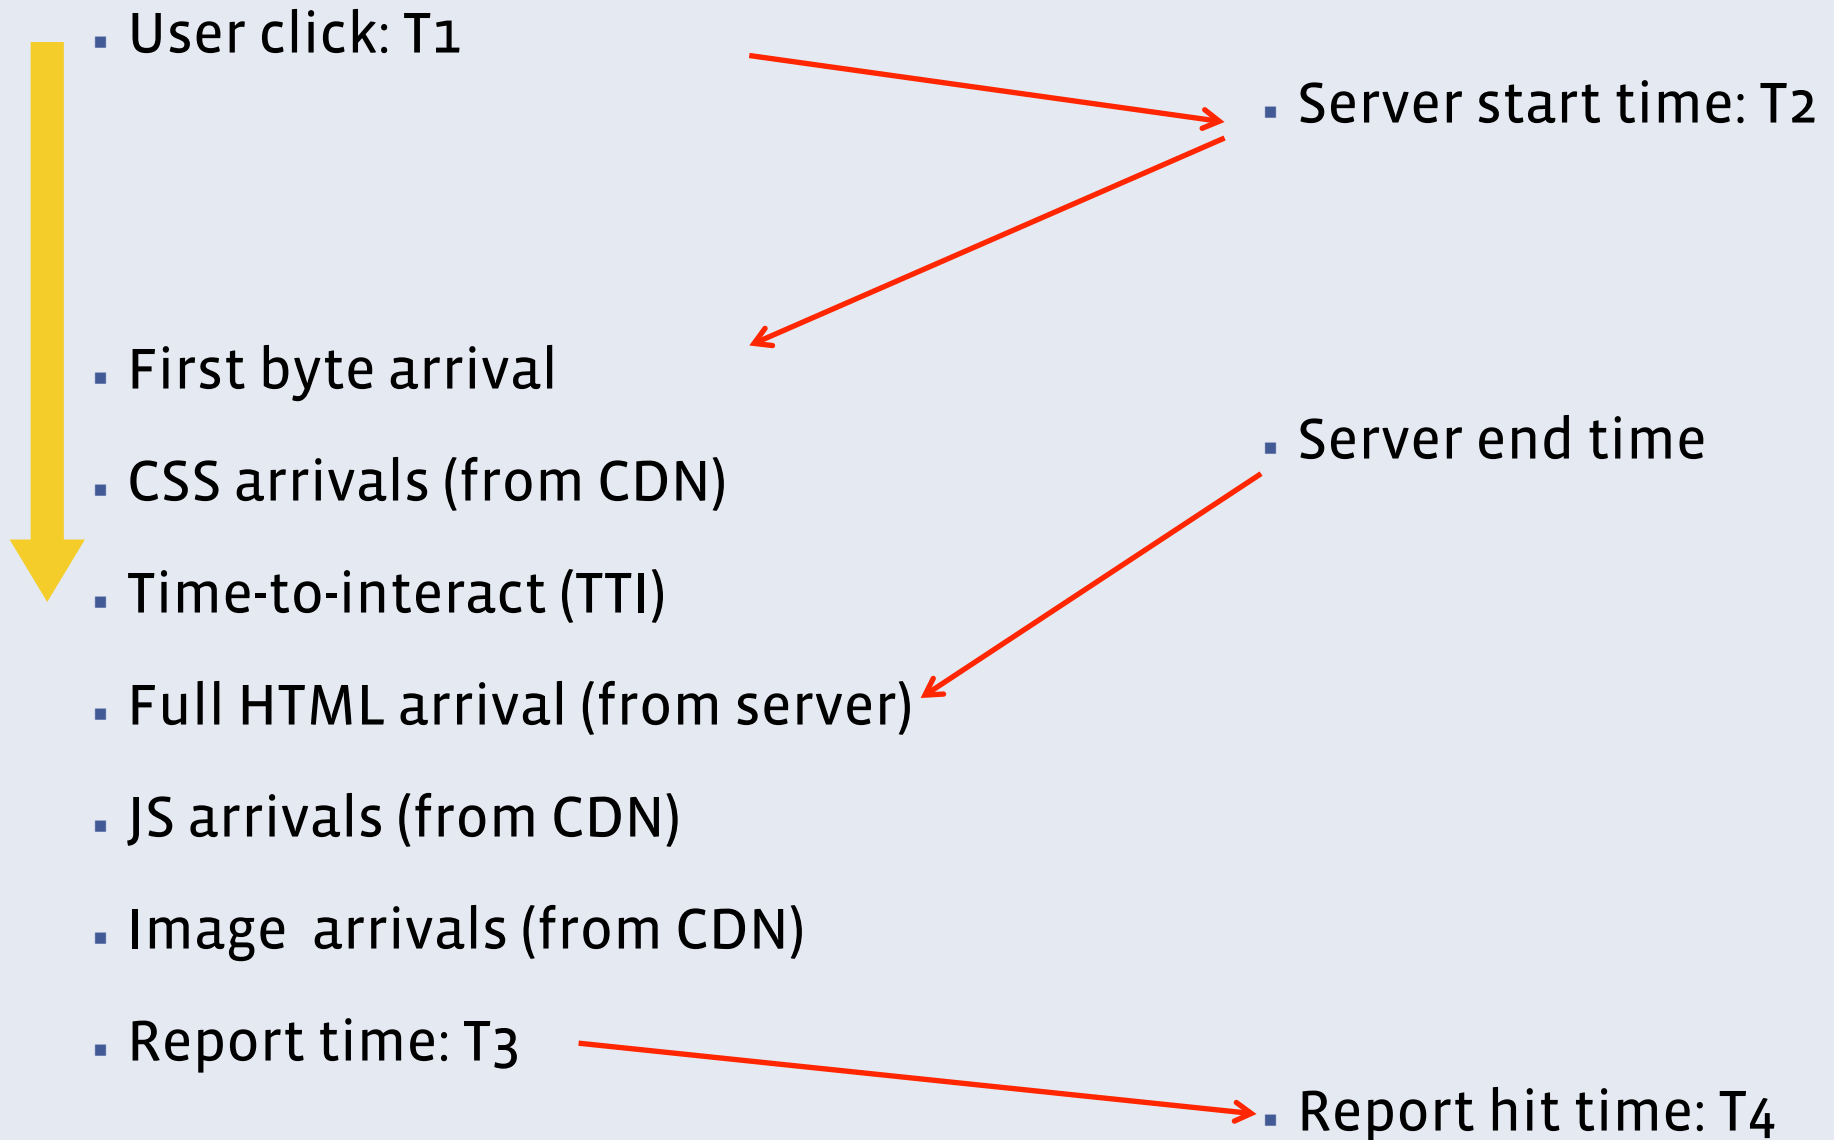 User click: T1
Server start time: T2
First byte arrival
Server end time
CSS arrivals (from CDN)
Time-to-interact (TTI)
Full HTML arrival (from server)
JS arrivals (from CDN)
Image  arrivals (from CDN)
Report time: T3
Report hit time: T4